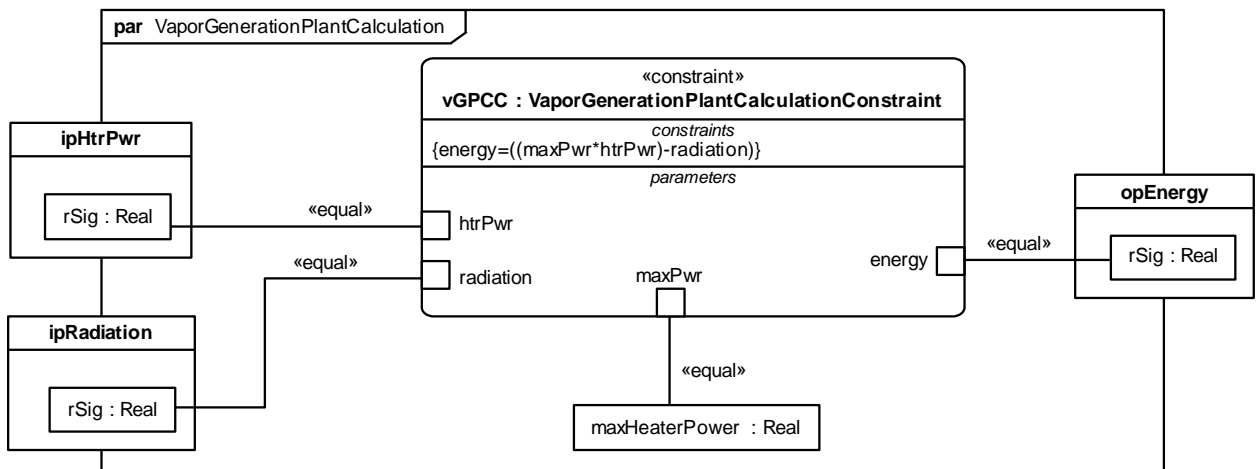 par VaporGenerationPlantCalculation
«constraint»
vGPCC : VaporGenerationPlantCalculationConstraint
constraints
{energy=((maxPwr*htrPwr)-radiation)}
parameters
ipHtrPwr
rSig : Real
«equal»
htrPwr
«equal»
radiation
maxPwr
energy
«equal»
opEnergy
rSig : Real
ipRadiation
rSig : Real
«equal»
maxHeaterPower : Real